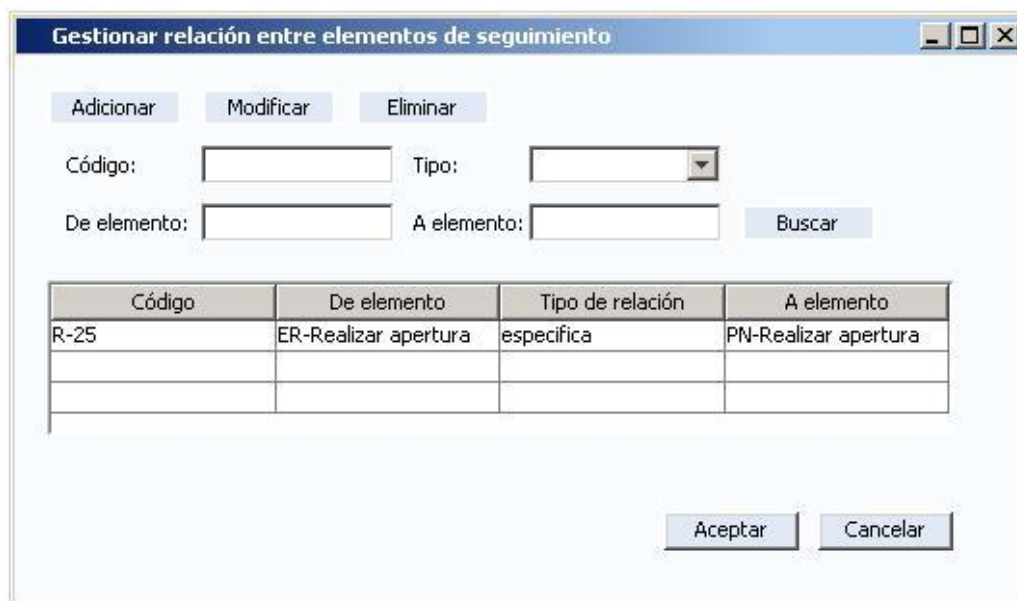 Gestionar relación entre elementos de seguimiento
Adicionar Modificar Eliminar
Código: Tipo:
De elemento: A elemento: Buscar
Código De elemento Tipo de relación A elemento
R-25 ER-Realizar apertura especifica PN-Realizar apertura
Aceptar Cancelar